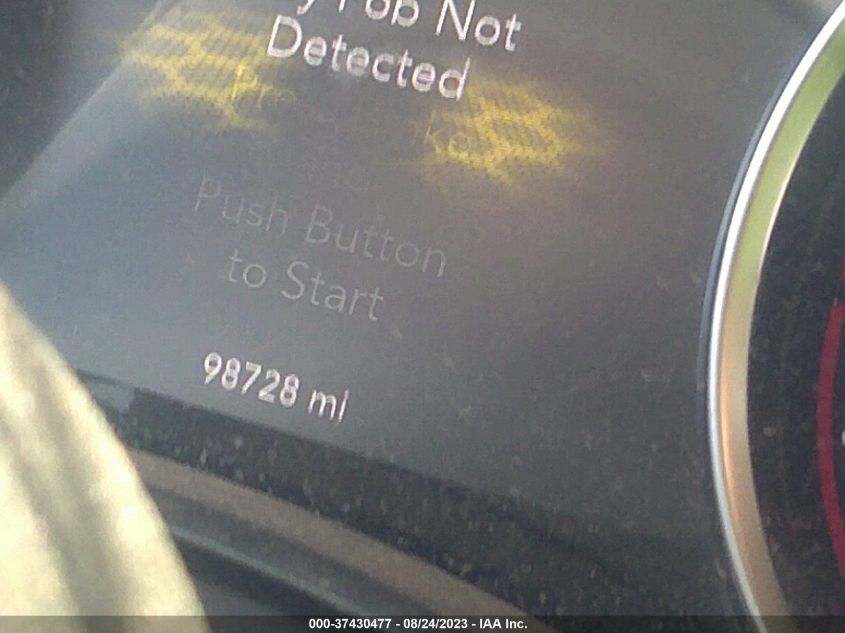 Fob Not
Detected
Push Button
to Start
98728 mi
000-37430477 - 08/24/2023 - IAA Inc.